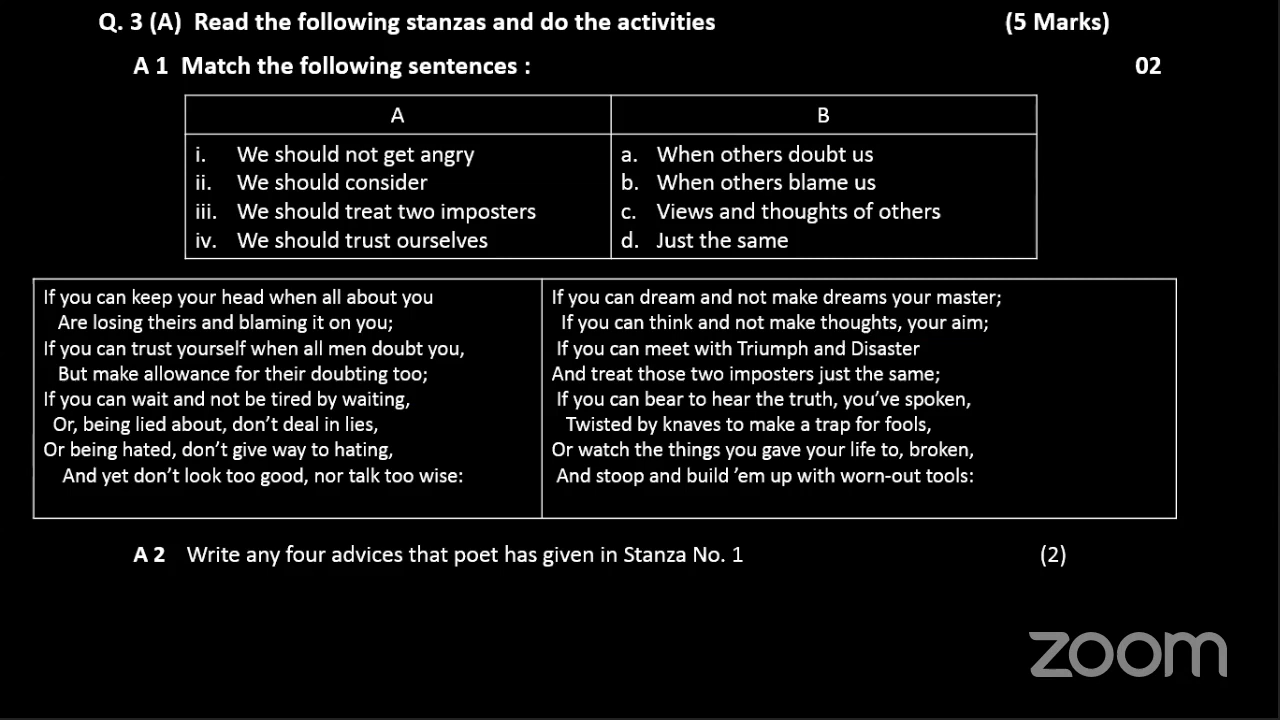 Q. 3 (A) Read the following stanzas and do the activities (5 Marks)
A 1 Match the following sentences : 02
A B
i. We should not get angry a. When others doubt us
ii. We should consider b. When others blame us
iii. We should treat two imposters c. Views and thoughts of others
iv. We should trust ourselves d. Just the same
If you can keep your head when all about you
Are losing theirs and blaming it on you;
If you can trust yourself when all men doubt you,
But make allowance for their doubting too;
If you can wait and not be tired by waiting,
Or, being lied about, don't deal in lies,
Or being hated, don't give way to hating,
And yet don't look too good, nor talk too wise:
If you can dream and not make dreams your master;
If you can think and not make thoughts, your aim;
If you can meet with Triumph and Disaster
And treat those two imposters just the same;
If you can bear to hear the truth, you've spoken,
Twisted by knaves to make a trap for fools,
Or watch the things you gave your life to, broken,
And stoop and build ’em up with worn-out tools:
A 2 Write any four advices that poet has given in Stanza No. 1 (2)
zoom